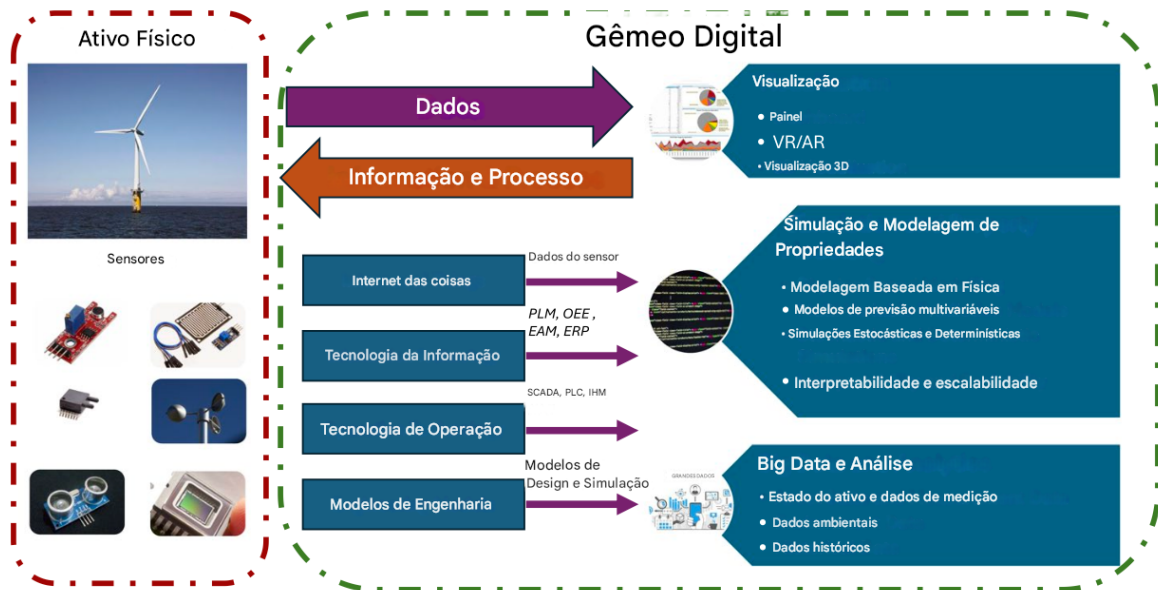 Ativo Físico
Sensores
Gêmeo Digital
Dados
Informação e Processo
Internet das coisas
Dados do sensor
Tecnologia da Informação
PLM, OEE ,
EAM, ERP
Tecnologia de Operação
SCADA, PLC, IHM
Modelos de Engenharia
Modelos de
Design e Simulação
Visualização
• Painel
• VR/AR
• Visualização 3D
Simulação e Modelagem de
Propriedades
• Modelagem Baseada em Física
• Modelos de previsão multivariáveis
• Simulações Estocásticas e Determinísticas
• Interpretabilidade e escalabilidade
Big Data e Análise
• Estado do ativo e dados de medição
• Dados ambientais
• Dados históricos